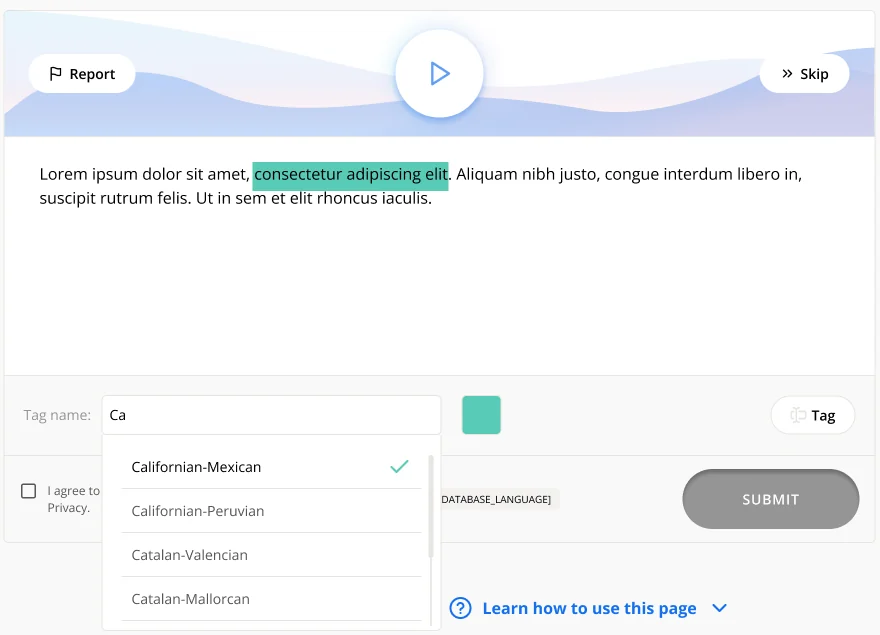 Report
Skip
Lorem ipsum dolor sit amet, consectetur adipiscing elit. Aliquam nibh justo, congue interdum libero in,
suscipit rutrum felis. Ut in sem et elit rhoncus iaculis.
Tag name:
Ca
Tag
Californian-Mexican
Californian-Peruvian
Catalan-Valencian
Catalan-Mallorcan
I agree to
Privacy.
DATABASE_LANGUAGE]
SUBMIT
? Learn how to use this page